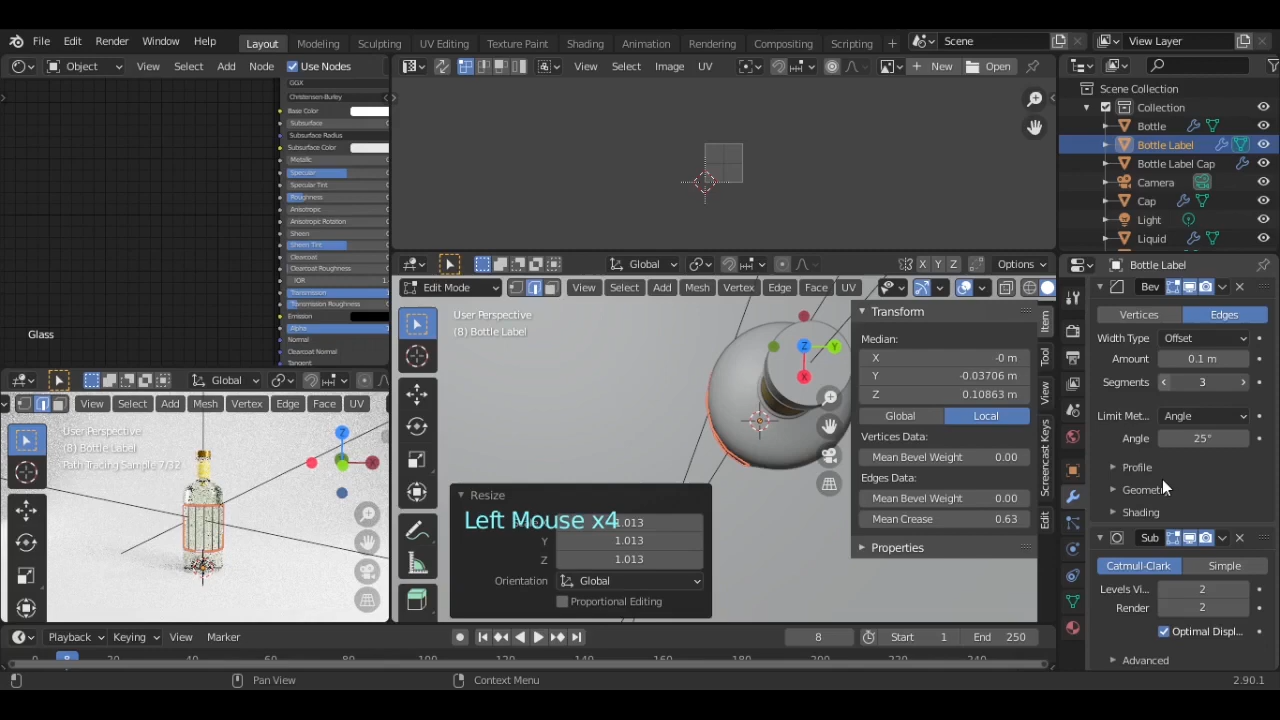 File Edit Render Window Help Layout Modeling Sculpting UV Editing Texture Paint Shading Animation Rendering Compositing Scripting + Scene View Layer
Object View Select Add Node Use Nodes
View Select Image UV New Open
GGX
Christensen-Burley
Base Color
Subsurface
Subsurface Radius
Subsurface Color
Metallic
Specular
Specular Tint
Roughness
Anisotropic
Anisotropic Rotation
Sheen
Sheen Tint
Clearcoat
Clearcoat Roughness
IOR
Transmission
Transmission Roughness
Emission
Alpha
Normal
Clearcoat Normal
Tangent
Glass
Scene Collection
Collection
Bottle
Bottle Label
Bottle Label Cap
Camera
Cap
Light
Liquid
Global X Y Z Options
Edit Mode View Select Add Mesh Vertex Edge Face UV
User Perspective
(8) Bottle Label
Z Y X
Transform
Median:
X -0 m
Y -0.03706 m
Z 0.10863 m
Global Local
Vertices Data:
Mean Bevel Weight 0.00
Edges Data:
Mean Bevel Weight 0.00
Mean Crease 0.63
Properties
Item
Tool
View
Screencast Keys
Edit
Resize
Left Mouse x4
1.013
Y 1.013
Z 1.013
Orientation Global
Proportional Editing
Global
View Select Add Mesh Vertex Edge Face UV
User Perspective
(8) Bottle Label
Path Tracing Sample 7/32
Z X
Bottle Label
Bev
Vertices Edges
Width Type Offset
Amount 0.1 m
Segments 3
Limit Met... Angle
Angle 25°
Profile
Shading
Sub
Catmull-Clark Simple
Levels Vi... 2
Render 2
Optimal Displ...
Advanced
Playback Keying View Marker 8 Start 1 End 250
0 8 100 180
Pan View Context Menu 2.90.1